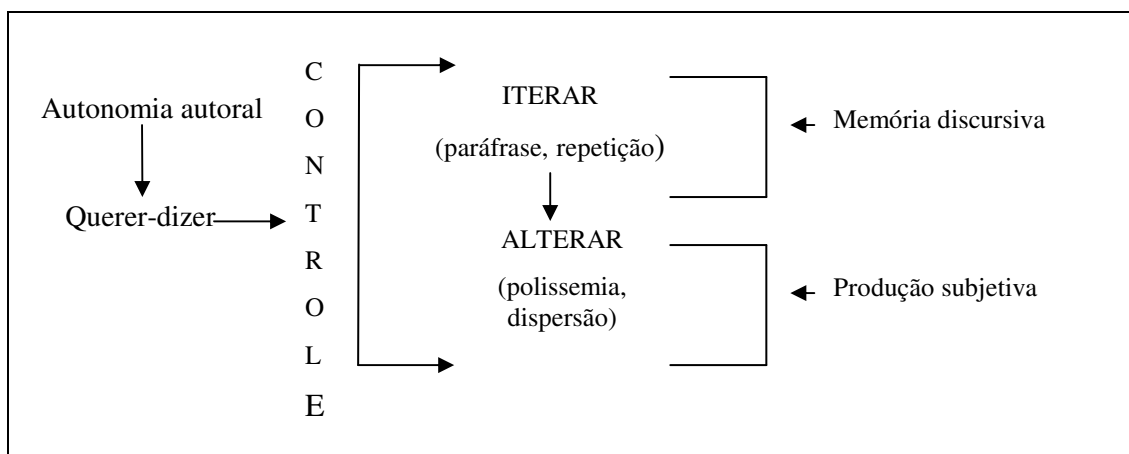 Autonomia autoral
Querer-dizer
C
O
N
T
R
O
L
E
ITERAR
(paráfrase, repetição)
ALTERAR
(polissemia,
dispersão)
Memória discursiva
Produção subjetiva